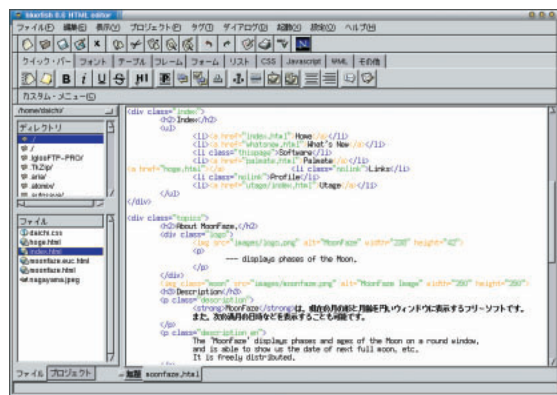 bluefish 0.6 HTML editor
ファイル(F) 編集(E) 表示(V) プロジェクト(P) タグ(T) ダイアログ(D) 起動(X) 設定(O) ヘルプ(H)
B i U S ¶H
クイック・バー フォント テーブル フレーム フォーム リスト CSS Javascript WML その他
カスタム・メニュー(C)
/home/daichi/
ディレクトリ
/
/
.iglooFTP-PRO/
.TkZip/
aria/
atomix/
ファイル
daichi.css
hoge.html
index.html
moonfaze.euc.html
moonfaze.html
nagayama.jpeg
ファイル プロジェクト
<div class="index">
<h2>Index</h2>
<ul>
<li><a href="index.html">Home</a></li>
<li><a href="whatsnew.html">What's New</a></li>
<li class="thispage">Software</li>
<li><a href="palmate.html">Palmate</a></li>
<a href="hoge.html"></a> <li class="nolink">Links</li>
<li class="nolink">Profile</li>
<li><a href="utage/index.html">Utage</a></li>
</ul>
</div>
<div class="topics">
<h2>About MoonFaze,</h2>
<div class="logo">
<img src="images/logo.png" alt="MoonFaze" width="220" height="42">
<p>
--- displays phases of the Moon.
</p>
</div>
<img class="moon" src="images/moonfaze.png" alt="MoonFaze Image" width="280" height="280">
<h3>Description</h3>
<p class="description">
<strong>MoonFaze</strong>は、現在の月の形と月齢を円いウィンドウに表示するフリーソフトです。
また、次の満月の日時などを表示することも可能です。
</p>
<p class="description_en">
The 'MoonFaze' displays phases and ages of the Moon on a round window,
and is able to show us the date of next full moon, etc.
It is freely distributed.
無題 moonfaze.html